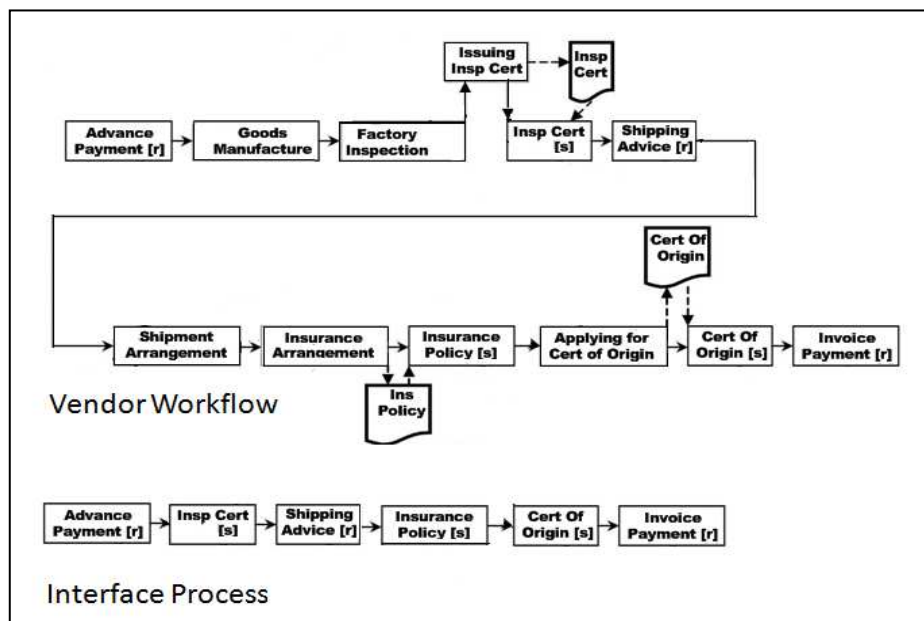 Issuing
Insp Cert
Insp
Cert
Advance
Payment [r]
Goods
Manufacture
Factory
Inspection
Insp Cert
[s]
Shipping
Advice [r]
Cert Of
Origin
Shipment
Arrangement
Insurance
Arrangement
Insurance
Policy [s]
Applying for
Cert of Origin
Cert Of
Origin [s]
Invoice
Payment [r]
Ins
Policy
Vendor Workflow
Advance
Payment [r]
Insp Cert
[s]
Shipping
Advice [r]
Insurance
Policy [s]
Cert Of
Origin [s]
Invoice
Payment [r]
Interface Process